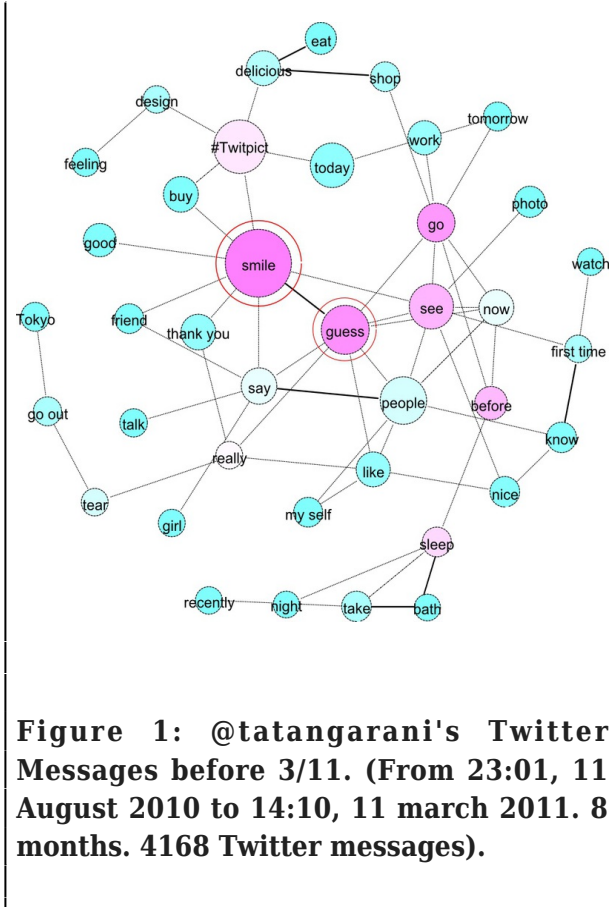 eat
delicious
shop
design
tomorrow
work
#Twitpict
feeling
today
buy
photo
go
good
smile
watch
see
now
Tokyo
friend
thank you
guess
first time
say
people
before
go out
talk
know
really
like
tear
nice
my self
girl
sleep
recently
night
take
bath
Figure 1: @tatangarani's Twitter
Messages before 3/11. (From 23:01, 11
August 2010 to 14:10, 11 march 2011. 8
months. 4168 Twitter messages).